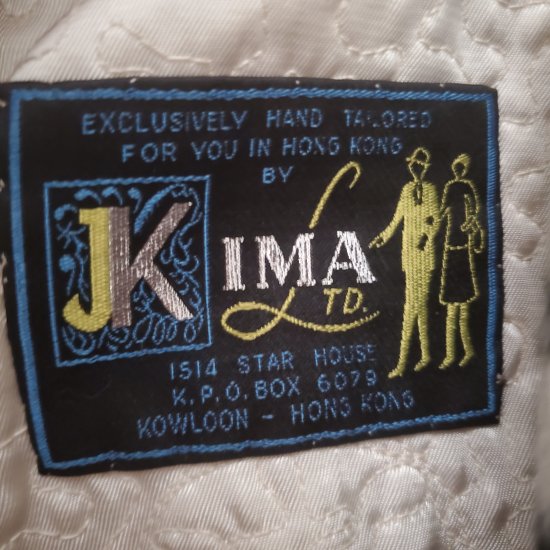 EXCLUSIVELY HAND TAILORED
FOR YOU IN HONG KONG
BY
JK IMA
LTD.
1514 STAR HOUSE
K.P.O. BOX 6079
KOWLOON - HONG KONG